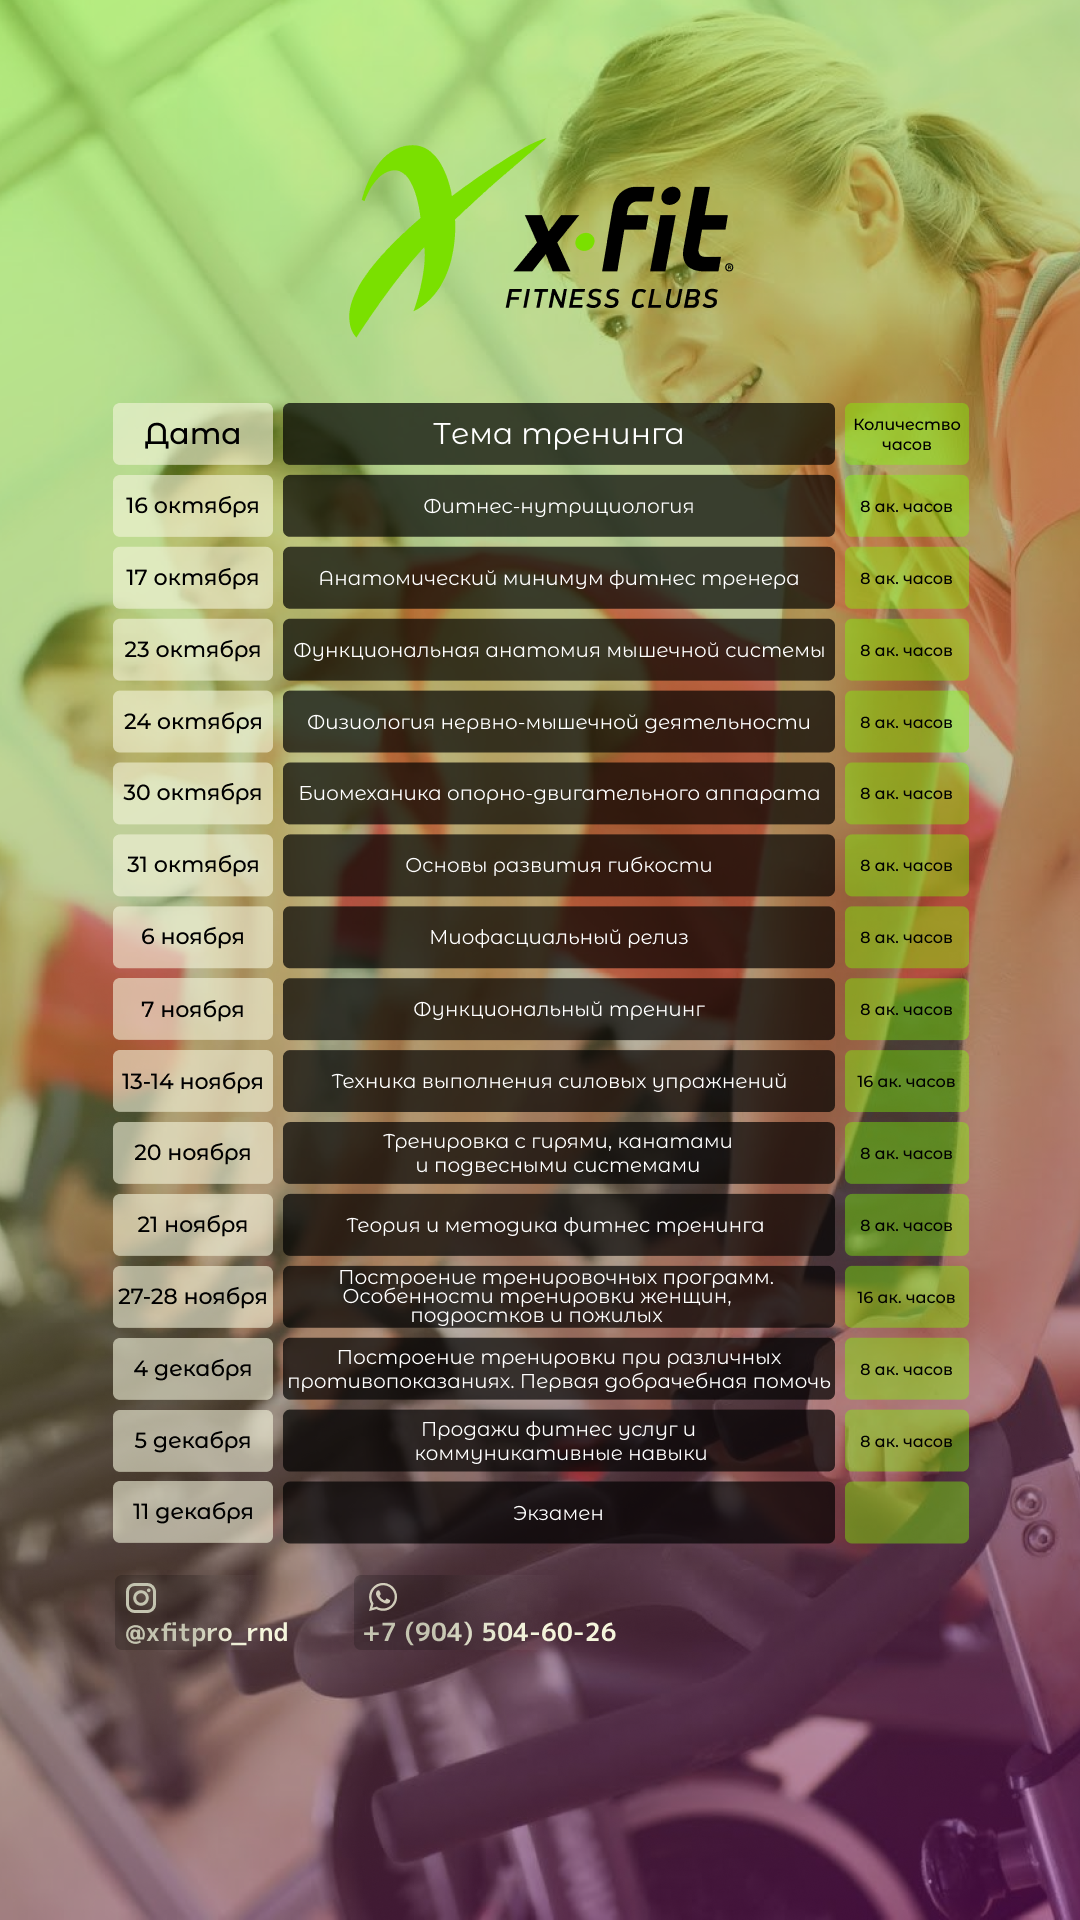 x·fit®
FITNESS CLUBS
Дата Тема тренинга Количество
часов
16 октября Фитнес-нутрициология 8 ак. часов
17 октября Анатомический минимум фитнес тренера 8 ак. часов
23 октября Функциональная анатомия мышечной системы 8 ак. часов
24 октября Физиология нервно-мышечной деятельности 8 ак. часов
30 октября Биомеханика опорно-двигательного аппарата 8 ак. часов
31 октября Основы развития гибкости 8 ак. часов
6 ноября Миофасциальный релиз 8 ак. часов
7 ноября Функциональный тренинг 8 ак. часов
13-14 ноября Техника выполнения силовых упражнений 16 ак. часов
20 ноября Тренировка с гирями, канатами
и подвесными системами 8 ак. часов
21 ноября Теория и методика фитнес тренинга 8 ак. часов
27-28 ноября Построение тренировочных программ.
Особенности тренировки женщин,
подростков и пожилых 16 ак. часов
4 декабря Построение тренировки при различных
противопоказаниях. Первая добрачебная помочь 8 ак. часов
5 декабря Продажи фитнес услуг и
коммуникативные навыки 8 ак. часов
11 декабря Экзамен
@xfitpro_rnd +7 (904) 504-60-26